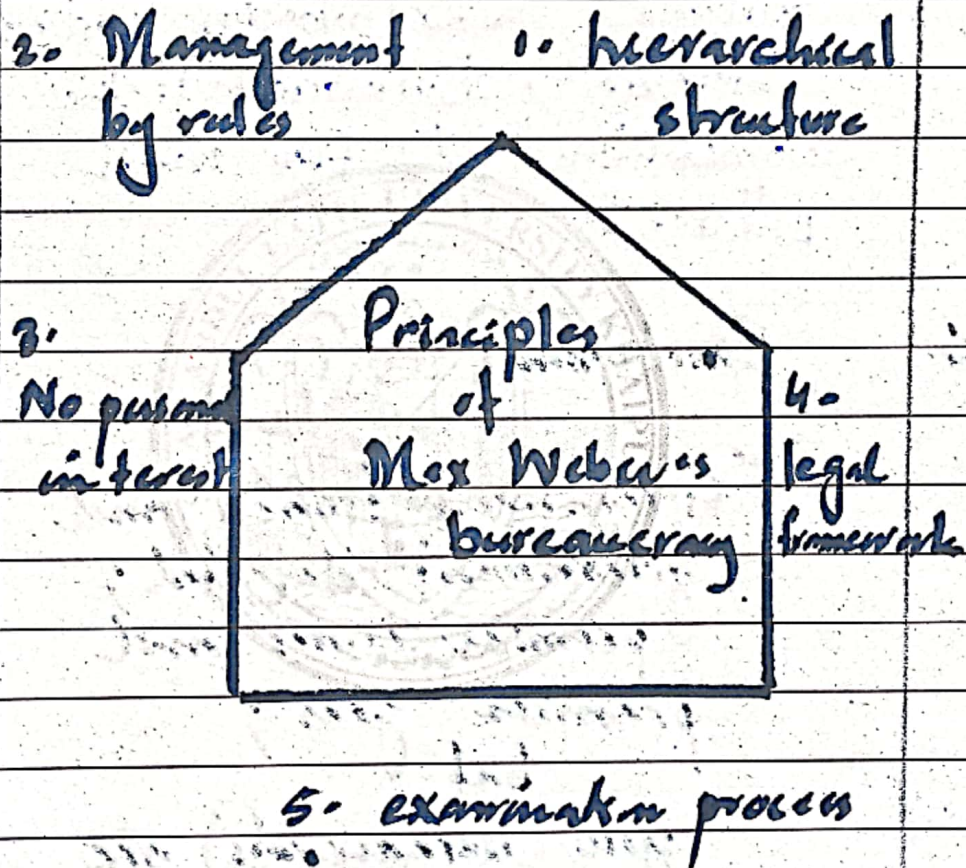 2. Management 1. hierarchical
by rules structure
3. Principles
No personal of 4.
interest Max Weber's legal
bureaucracy framework
5. examination process